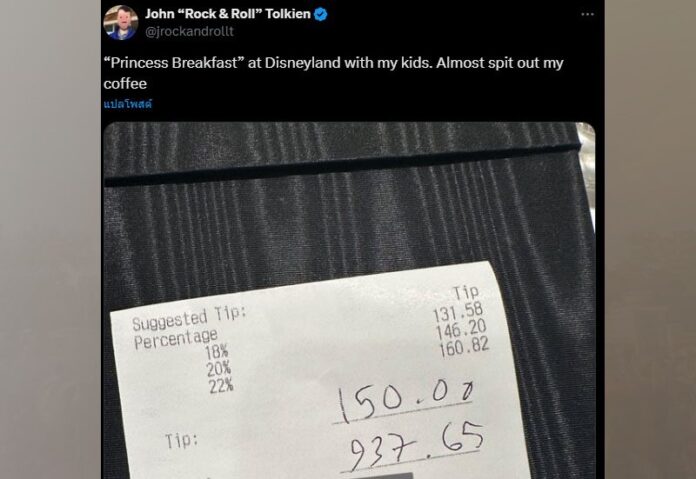 John “Rock & Roll” Tolkien
@jrockandrollt
“Princess Breakfast” at Disneyland with my kids. Almost spit out my
coffee
แปลโพสต์
Suggested Tip:
Percentage Tip
18% 131.58
20% 146.20
22% 160.82
150.00
Tip:
937.65